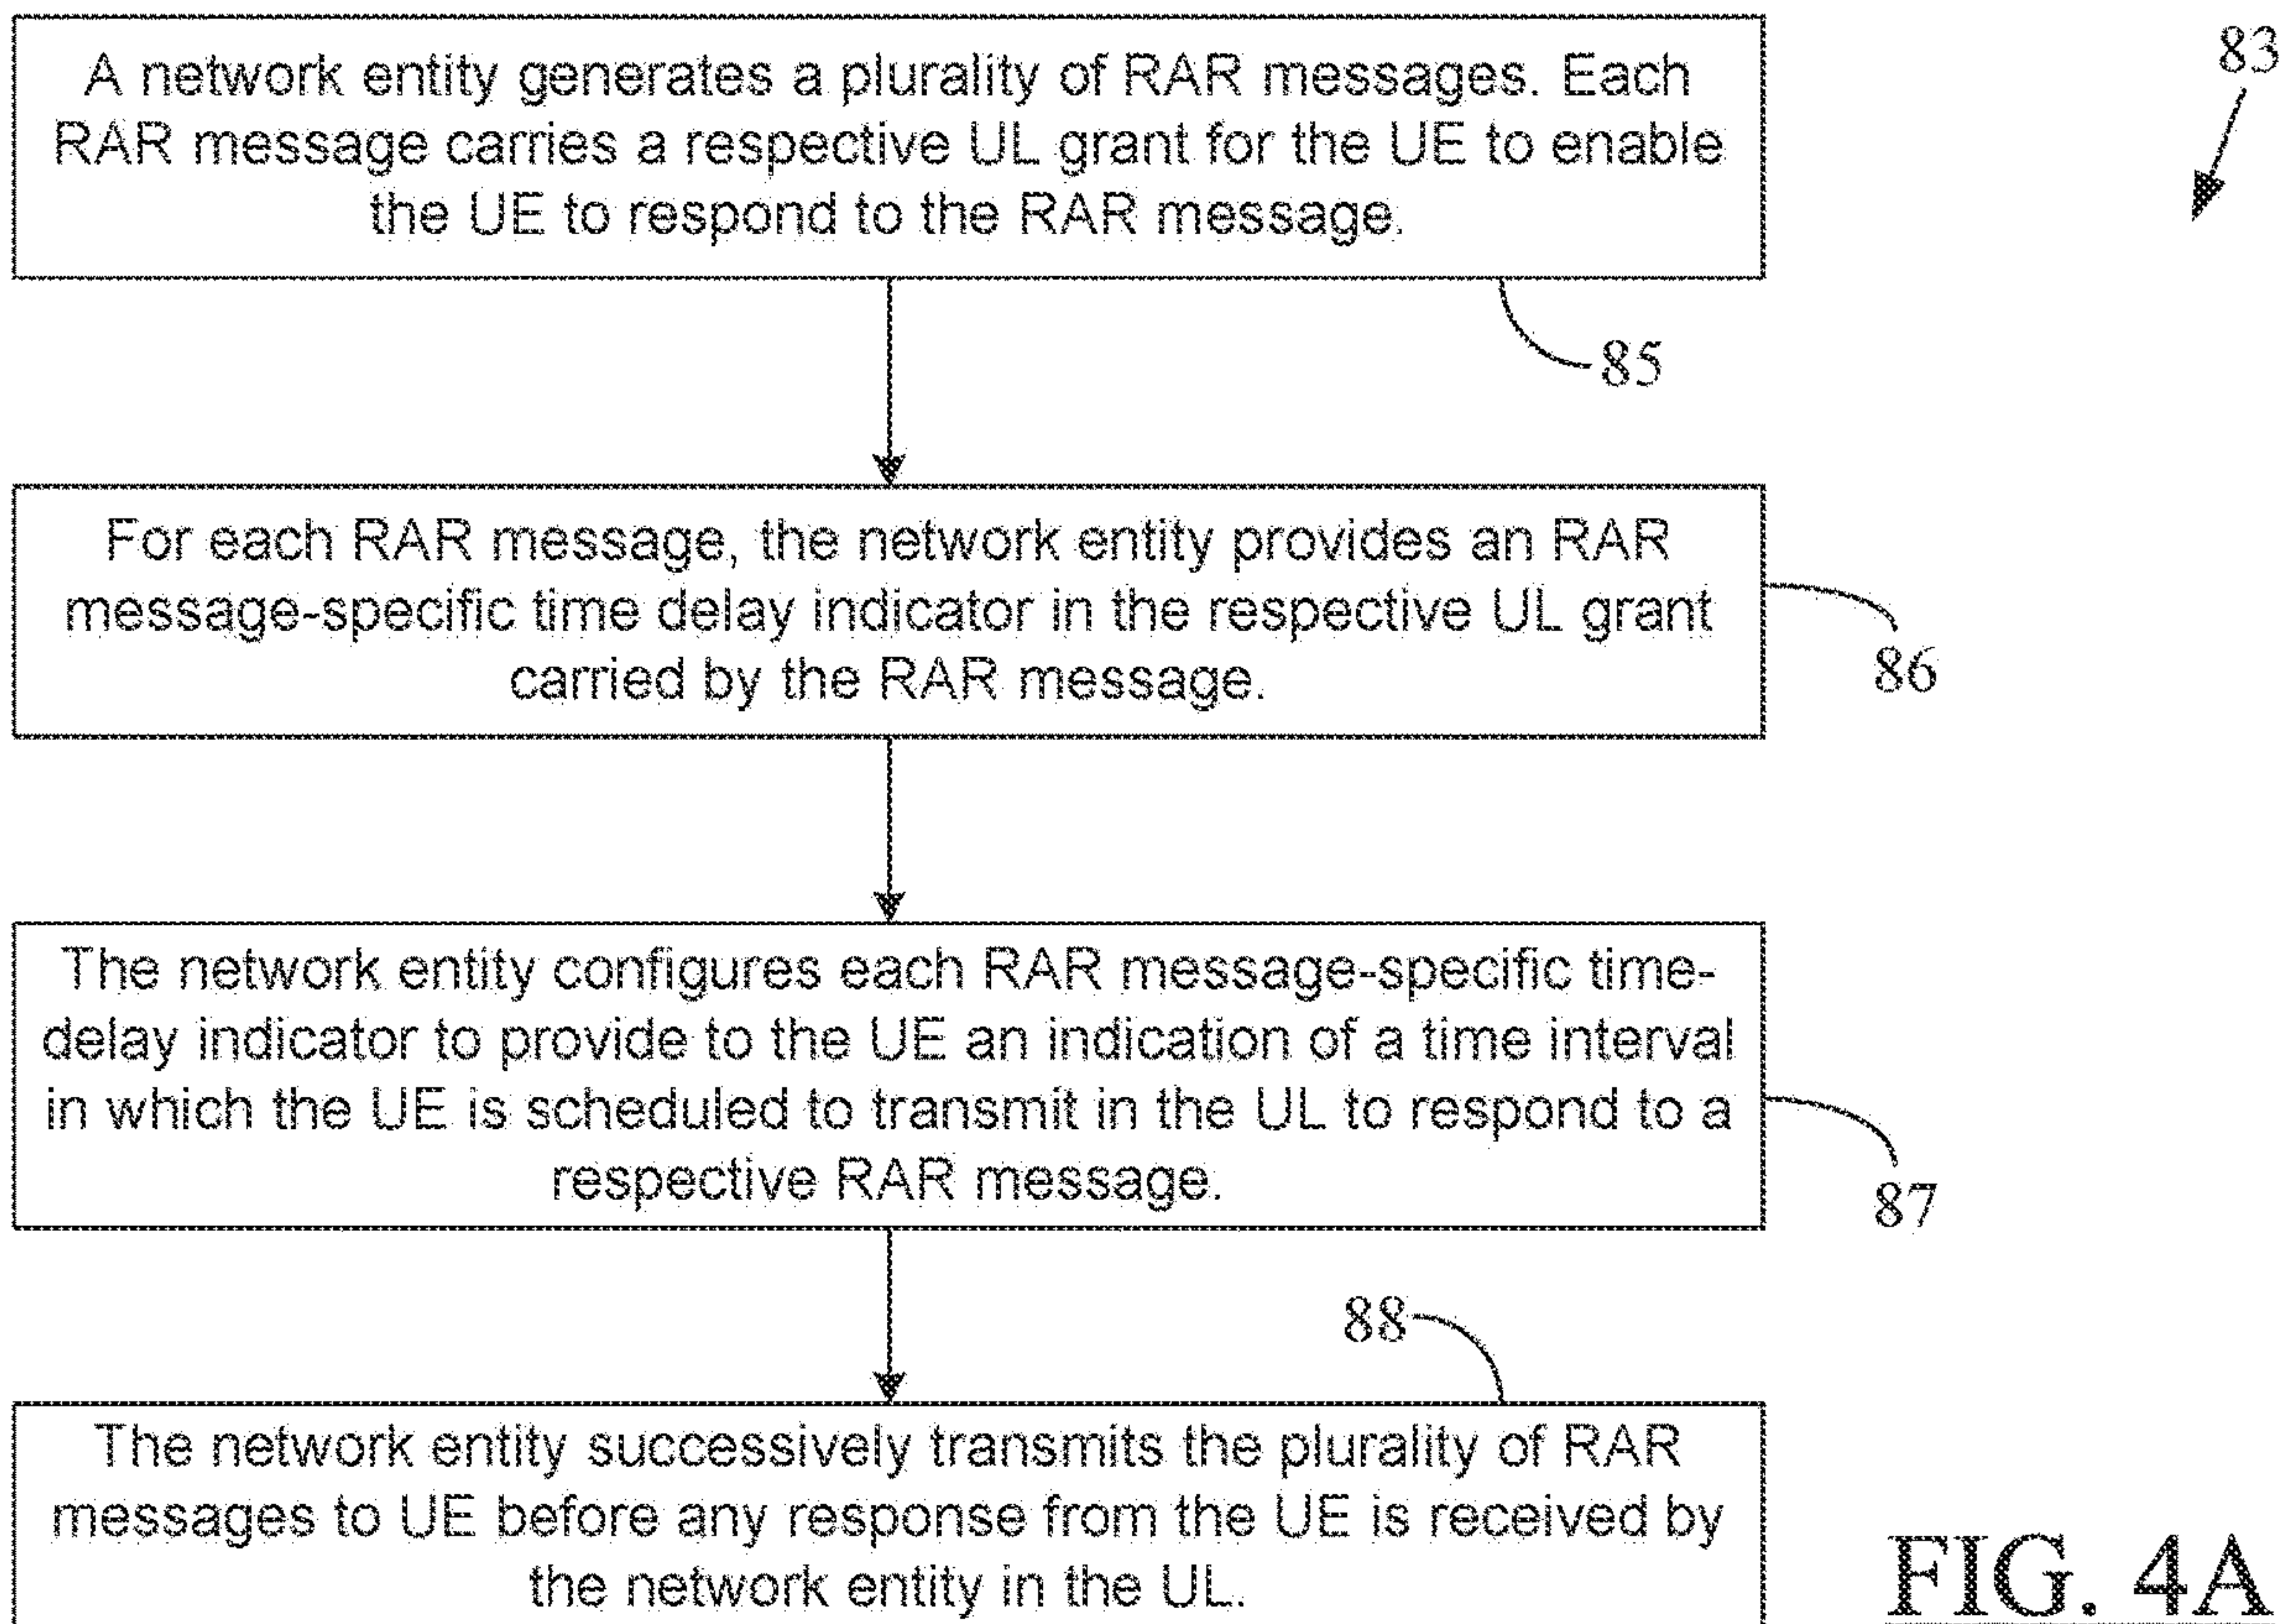 A network entity generates a plurality of RAR messages. Each
RAR message carries a respective UL grant for the UE to enable
the UE to respond to the RAR message.
83
85
For each RAR message, the network entity provides an RAR
message-specific time delay indicator in the respective UL grant
carried by the RAR message.
86
The network entity configures each RAR message-specific time-
delay indicator to provide to the UE an indication of a time interval
in which the UE is scheduled to transmit in the UL to respond to a
respective RAR message.
87
88
The network entity successively transmits the plurality of RAR
messages to UE before any response from the UE is received by
the network entity in the UL.
FIG. 4A